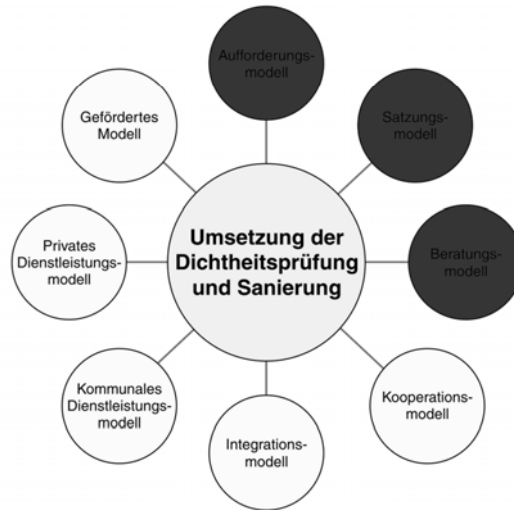 Aufforderungs-
modell
Satzungs-
modell
Beratungs-
modell
Kooperations-
modell
Integrations-
modell
Kommunales
Dienstleistungs-
modell
Privates
Dienstleistungs-
modell
Gefördertes
Modell
Umsetzung der
Dichtheitsprüfung
und Sanierung